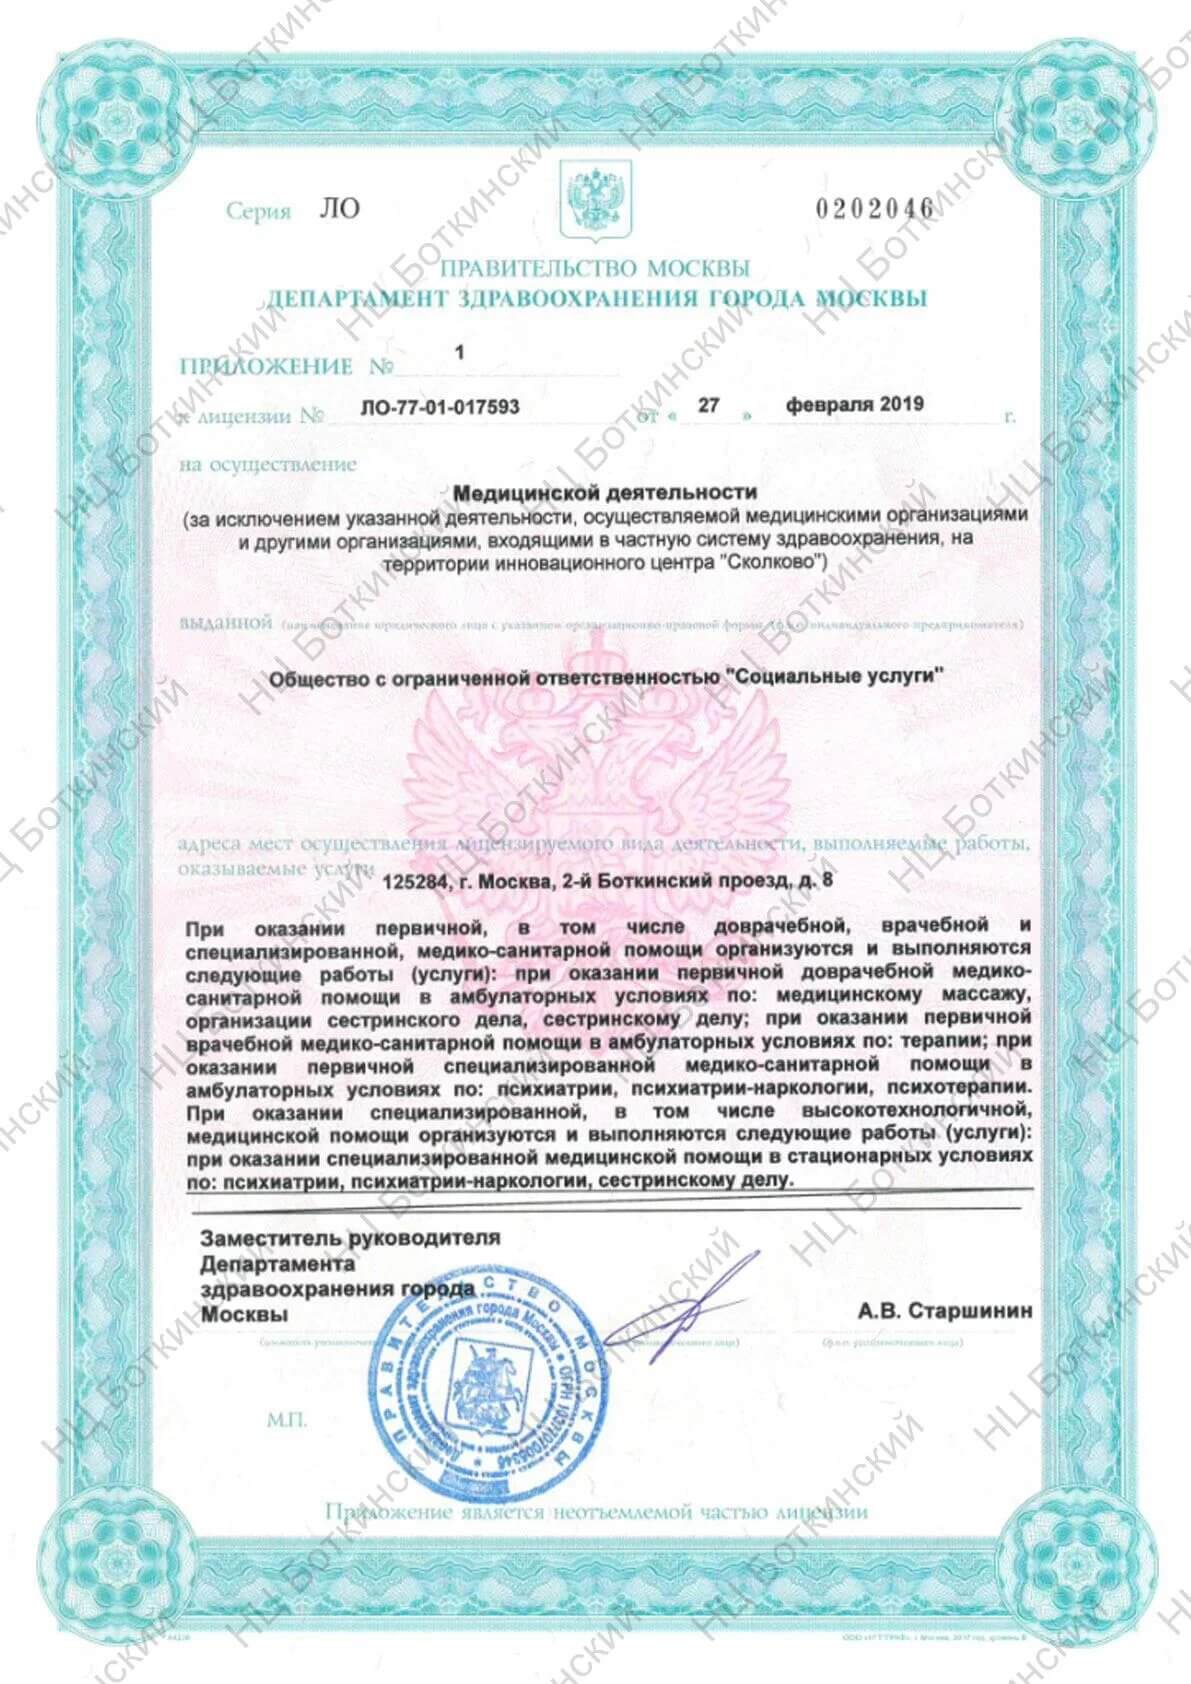 Серия ЛО 0202046
ПРАВИТЕЛЬСТВО МОСКВЫ
ДЕПАРТАМЕНТ ЗДРАВООХРАНЕНИЯ ГОРОДА МОСКВЫ
ПРИЛОЖЕНИЕ № 1
к лицензии № ЛО-77-01-017593 от « 27 » февраля 2019 г.
на осуществление
Медицинской деятельности
(за исключением указанной деятельности, осуществляемой медицинскими организациями
и другими организациями, входящими в частную систему здравоохранения, на
территории инновационного центра "Сколково")
выданной (наименование юридического лица с указанием организационно-правовой формы (ф.и.о. индивидуального предпринимателя)
Общество с ограниченной ответственностью "Социальные услуги"
адреса мест осуществления лицензируемого вида деятельности, выполняемые работы,
оказываемые услуги
125284, г. Москва, 2-й Боткинский проезд, д. 8
При оказании первичной, в том числе доврачебной, врачебной и
специализированной, медико-санитарной помощи организуются и выполняются
следующие работы (услуги): при оказании первичной доврачебной медико-
санитарной помощи в амбулаторных условиях по: медицинскому массажу,
организации сестринского дела, сестринскому делу; при оказании первичной
врачебной медико-санитарной помощи в амбулаторных условиях по: терапии; при
оказании первичной специализированной медико-санитарной помощи в
амбулаторных условиях по: психиатрии, психиатрии-наркологии, психотерапии.
При оказании специализированной, в том числе высокотехнологичной,
медицинской помощи организуются и выполняются следующие работы (услуги):
при оказании специализированной медицинской помощи в стационарных условиях
по: психиатрии, психиатрии-наркологии, сестринскому делу.
Заместитель руководителя
Департамента
здравоохранения города
Москвы
А.В. Старшинин
(ф.и.о. уполномоченного лица)
ПРАВИТЕЛЬСТВО МОСКВЫ
Департамент здравоохранения города Москвы ОГРН 1037707005346
М.П.
Приложение является неотъемлемой частью лицензии
НЦ Боткинский